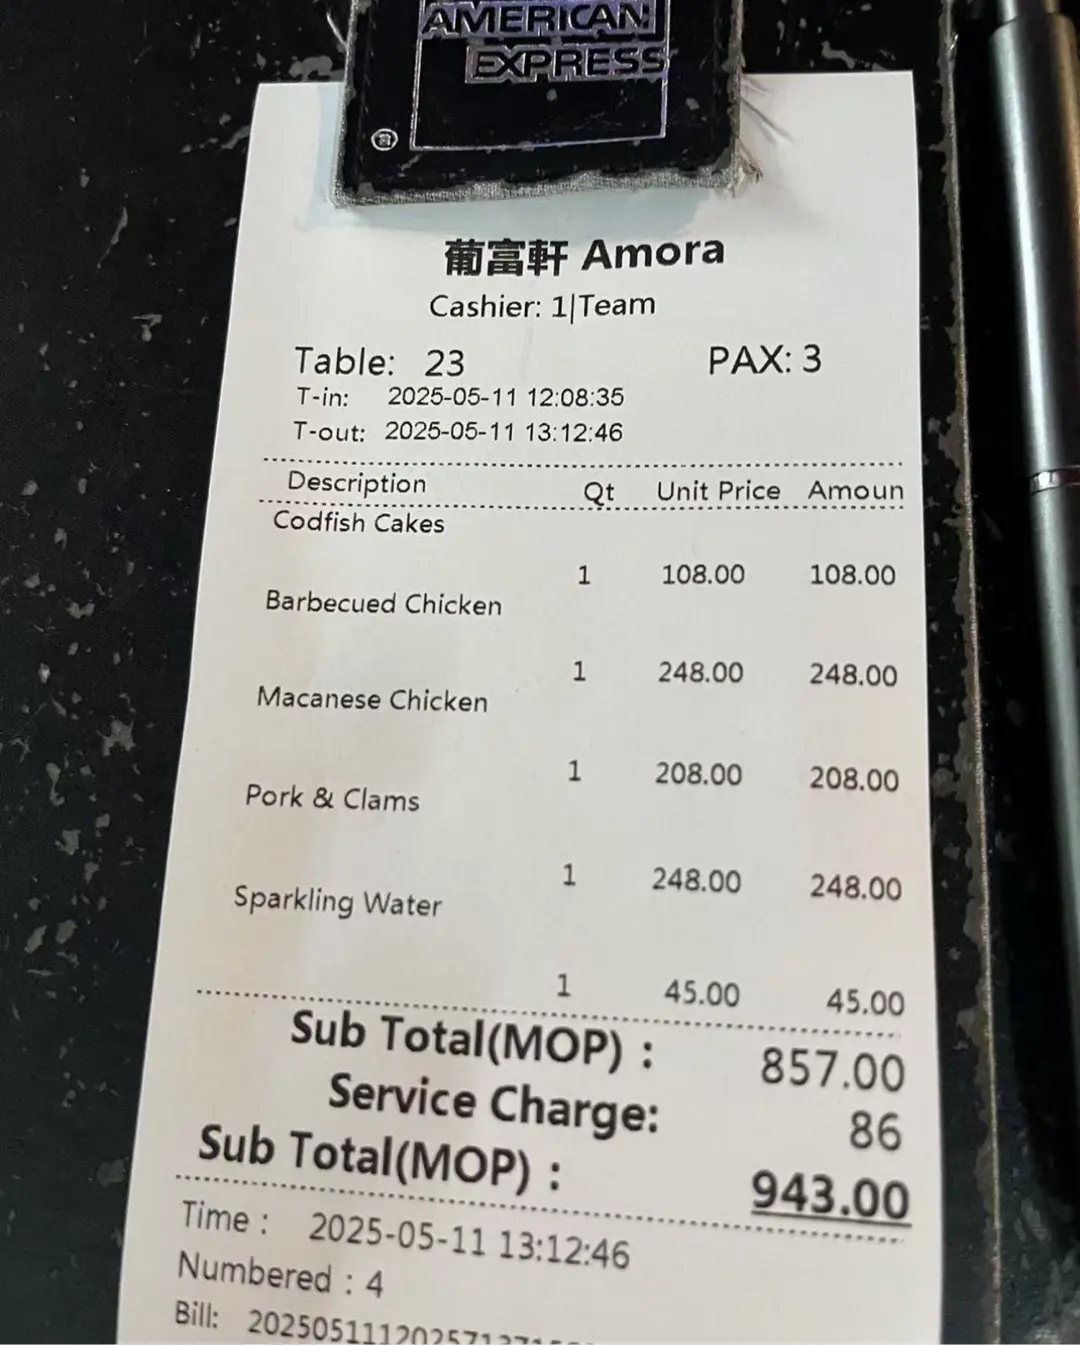 AMERICAN
EXPRESS
葡富軒 Amora
Cashier: 1|Team
Table: 23 PAX: 3
T-in: 2025-05-11 12:08:35
T-out: 2025-05-11 13:12:46
Description Qt Unit Price Amoun
Codfish Cakes
1 108.00 108.00
Barbecued Chicken
1 248.00 248.00
Macanese Chicken
1 208.00 208.00
Pork & Clams
1 248.00 248.00
Sparkling Water
1 45.00 45.00
Sub Total(MOP) : 857.00
Service Charge: 86
Sub Total(MOP) : 943.00
Time : 2025-05-11 13:12:46
Numbered : 4
Bill: